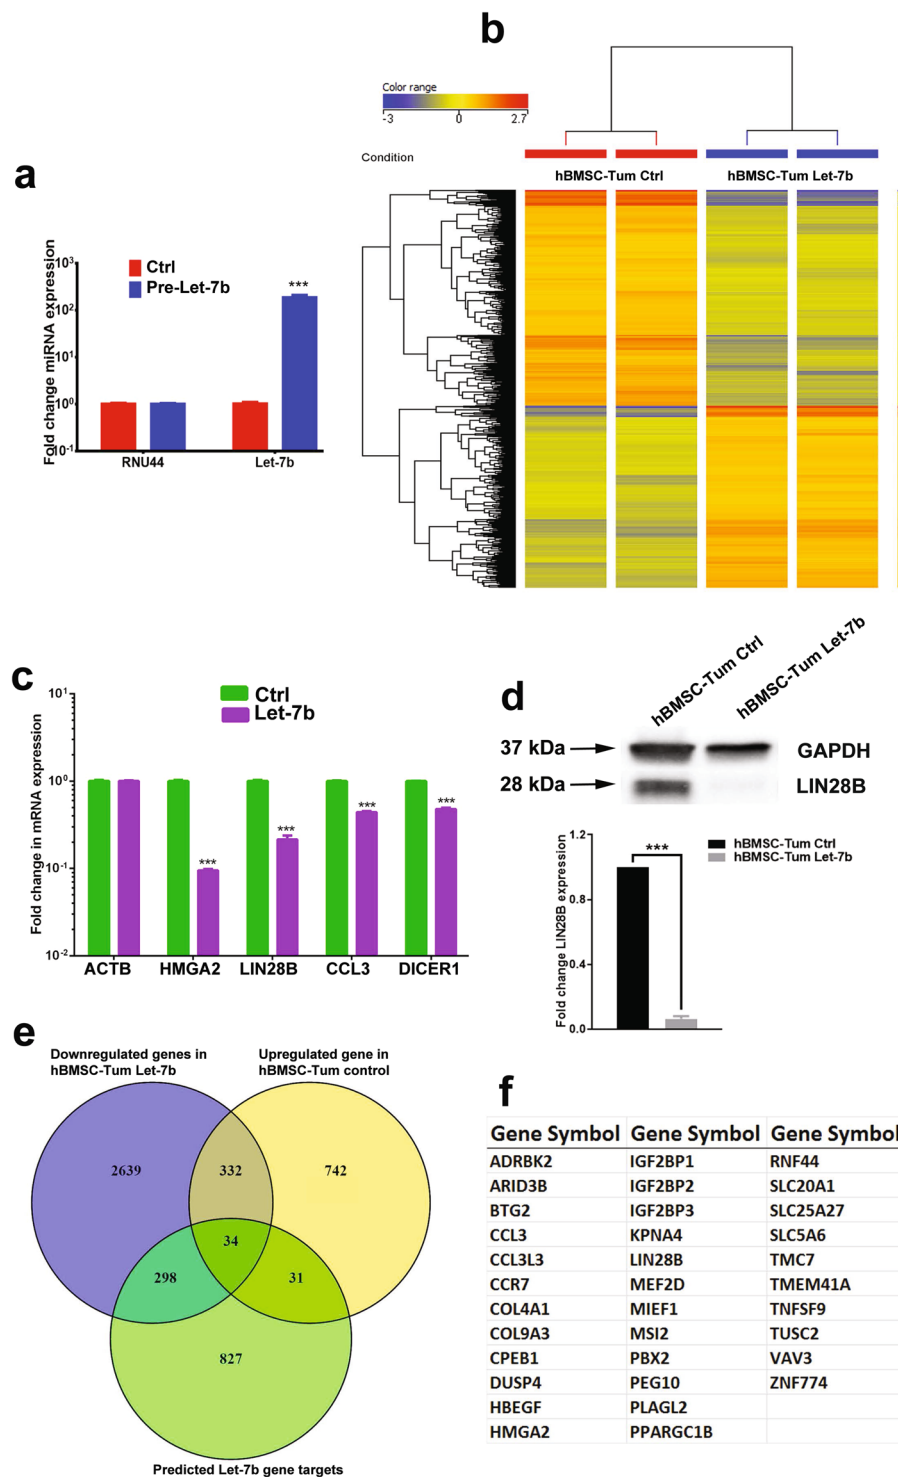 b
Color range
-3 0 2.7
Condition
hBMSC-Tum Ctrl hBMSC-Tum Let-7b
a
Fold change miRNA expression
10³
10²
10¹
10⁰
10⁻¹
Ctrl
Pre-Let-7b
***
RNU44 Let-7b
c
Fold change in mRNA expression
10¹
10⁰
10⁻¹
10⁻²
Ctrl
Let-7b
***
***
***
***
ACTB HMGA2 LIN28B CCL3 DICER1
d
hBMSC-Tum Ctrl
hBMSC-Tum Let-7b
37 kDa GAPDH
28 kDa LIN28B
Fold change LIN28B expression
1.2
0.8
0.4
0.0
***
hBMSC-Tum Ctrl
hBMSC-Tum Let-7b
e
Downregulated genes in
hBMSC-Tum Let-7b
Upregulated gene in
hBMSC-Tum control
2639 332 742
34
298 31
827
Predicted Let-7b gene targets
f
Gene Symbol Gene Symbol Gene Symbol
ADRBK2 IGF2BP1 RNF44
ARID3B IGF2BP2 SLC20A1
BTG2 IGF2BP3 SLC25A27
CCL3 KPNA4 SLC5A6
CCL3L3 LIN28B TMC7
CCR7 MEF2D TMEM41A
COL4A1 MIEF1 TNFSF9
COL9A3 MSI2 TUSC2
CPEB1 PBX2 VAV3
DUSP4 PEG10 ZNF774
HBEGF PLAGL2
HMGA2 PPARGC1B